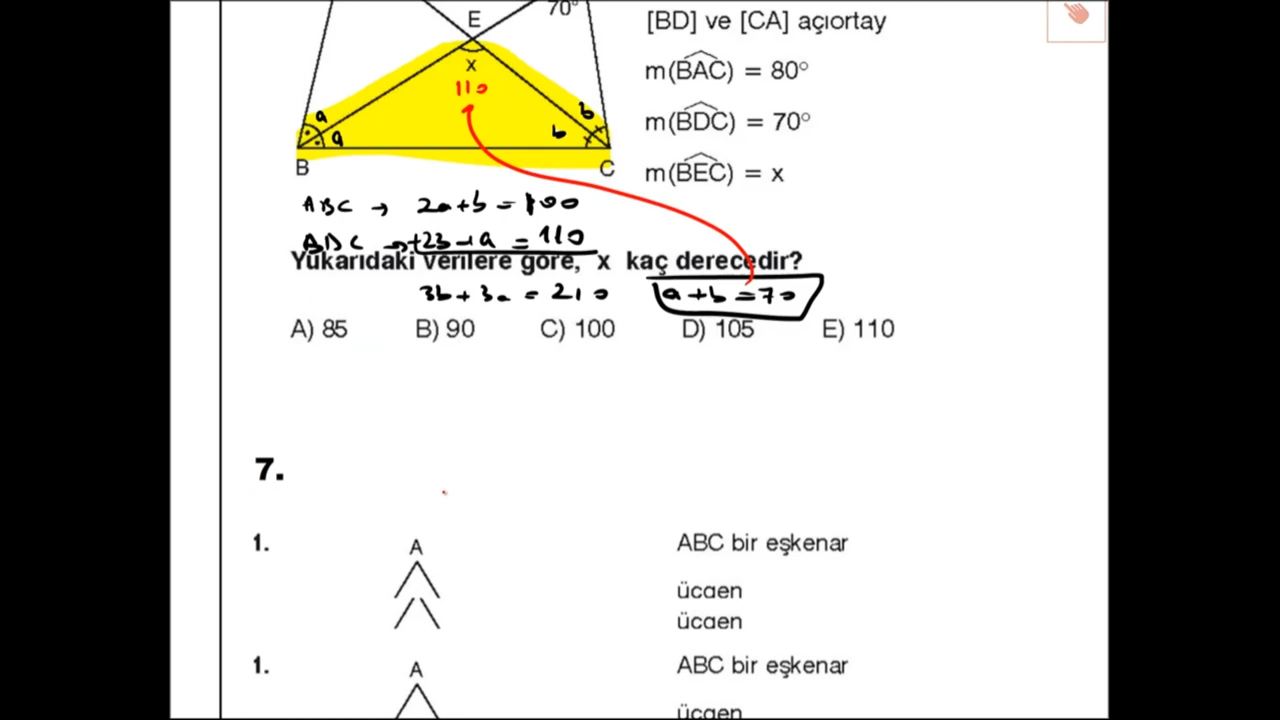 E
70°
[BD] ve [CA] açıortay
x
m(BAC) = 80°
110
a
b
a
b
m(BDC) = 70°
B
C
m(BEC) = x
ABC → 2a+b = 100
BDC → +2b+a = 110
Yukarıdaki verilere göre, x kaç derecedir?
3b+3a = 210
a+b=70
A) 85 B) 90 C) 100 D) 105 E) 110
7.
1.
A
ABC bir eşkenar
üçgen
üçgen
1.
A
ABC bir eşkenar
üçgen